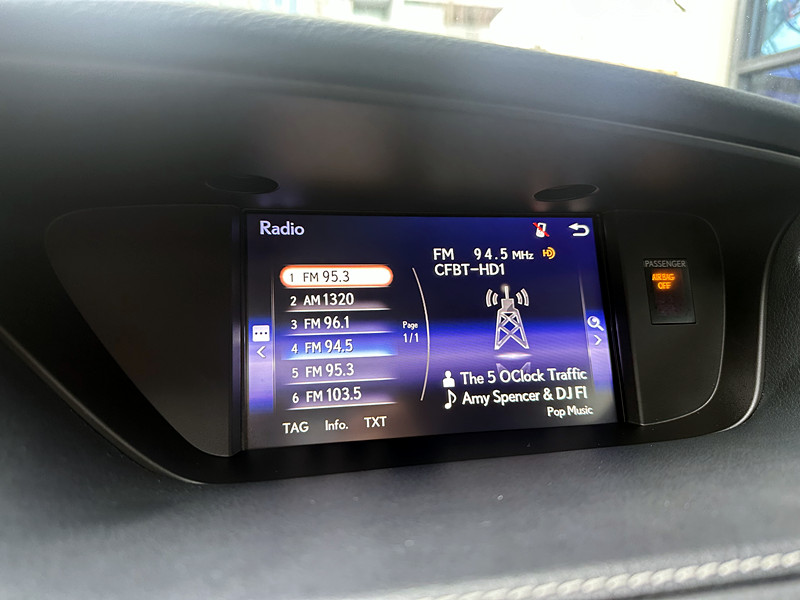 Radio
1 FM 95.3
2 AM 1320
3 FM 96.1
4 FM 94.5
5 FM 95.3
6 FM 103.5
Page
1/1
TAG Info. TXT
FM 94.5 MHz HD
CFBT-HD1
The 5 OClock Traffic
Amy Spencer & DJ Fl
Pop Music
PASSENGER
AIRBAG
OFF